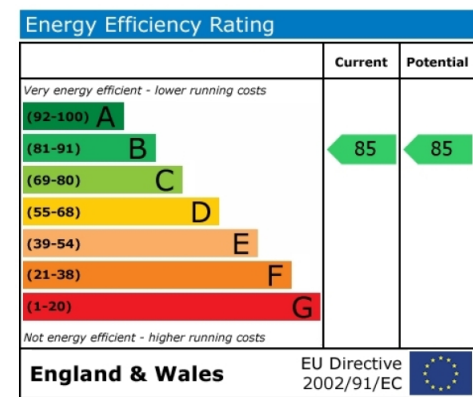 Energy Efficiency Rating
Current Potential
Very energy efficient - lower running costs
(92-100) A
(81-91) B 85 85
(69-80) C
(55-68) D
(39-54) E
(21-38) F
(1-20) G
Not energy efficient - higher running costs
England & Wales
EU Directive
2002/91/EC